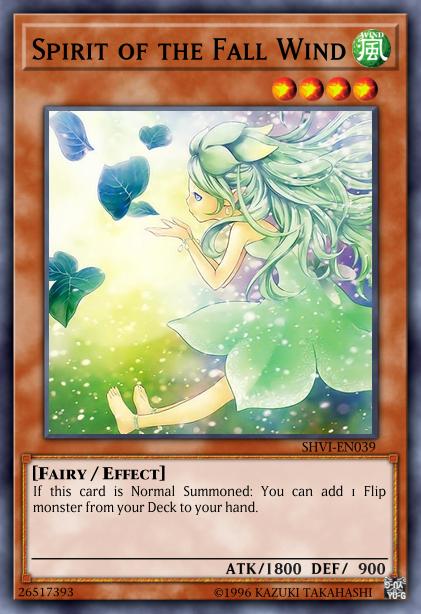 Spirit of the Fall Wind
WIND
風
SHVI-EN039
[Fairy / Effect]
If this card is Normal Summoned: You can add 1 Flip
monster from your Deck to your hand.
ATK/1800 DEF/ 900
26517393
©1996 KAZUKI TAKAHASHI